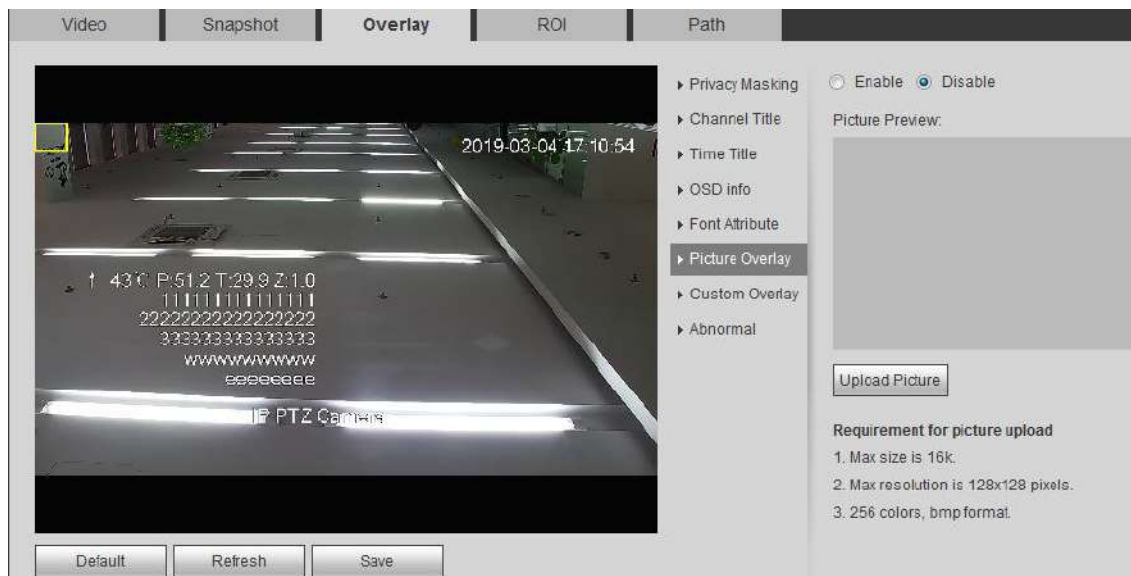 Video Snapshot Overlay ROI Path
2019-03-04 17:10:54
43℃ P:51.2 T:29.9 Z:1.0
111111111111111
2222222222222222
333333333333333
wwwwwwwww
eeeeeeee
IP PTZ Camera
Default Refresh Save
Privacy Masking
Channel Title
Time Title
OSD info
Font Attribute
Picture Overlay
Custom Overlay
Abnormal
Enable Disable
Picture Preview:
Upload Picture
Requirement for picture upload
1. Max size is 16k.
2. Max resolution is 128x128 pixels.
3. 256 colors, bmp format.